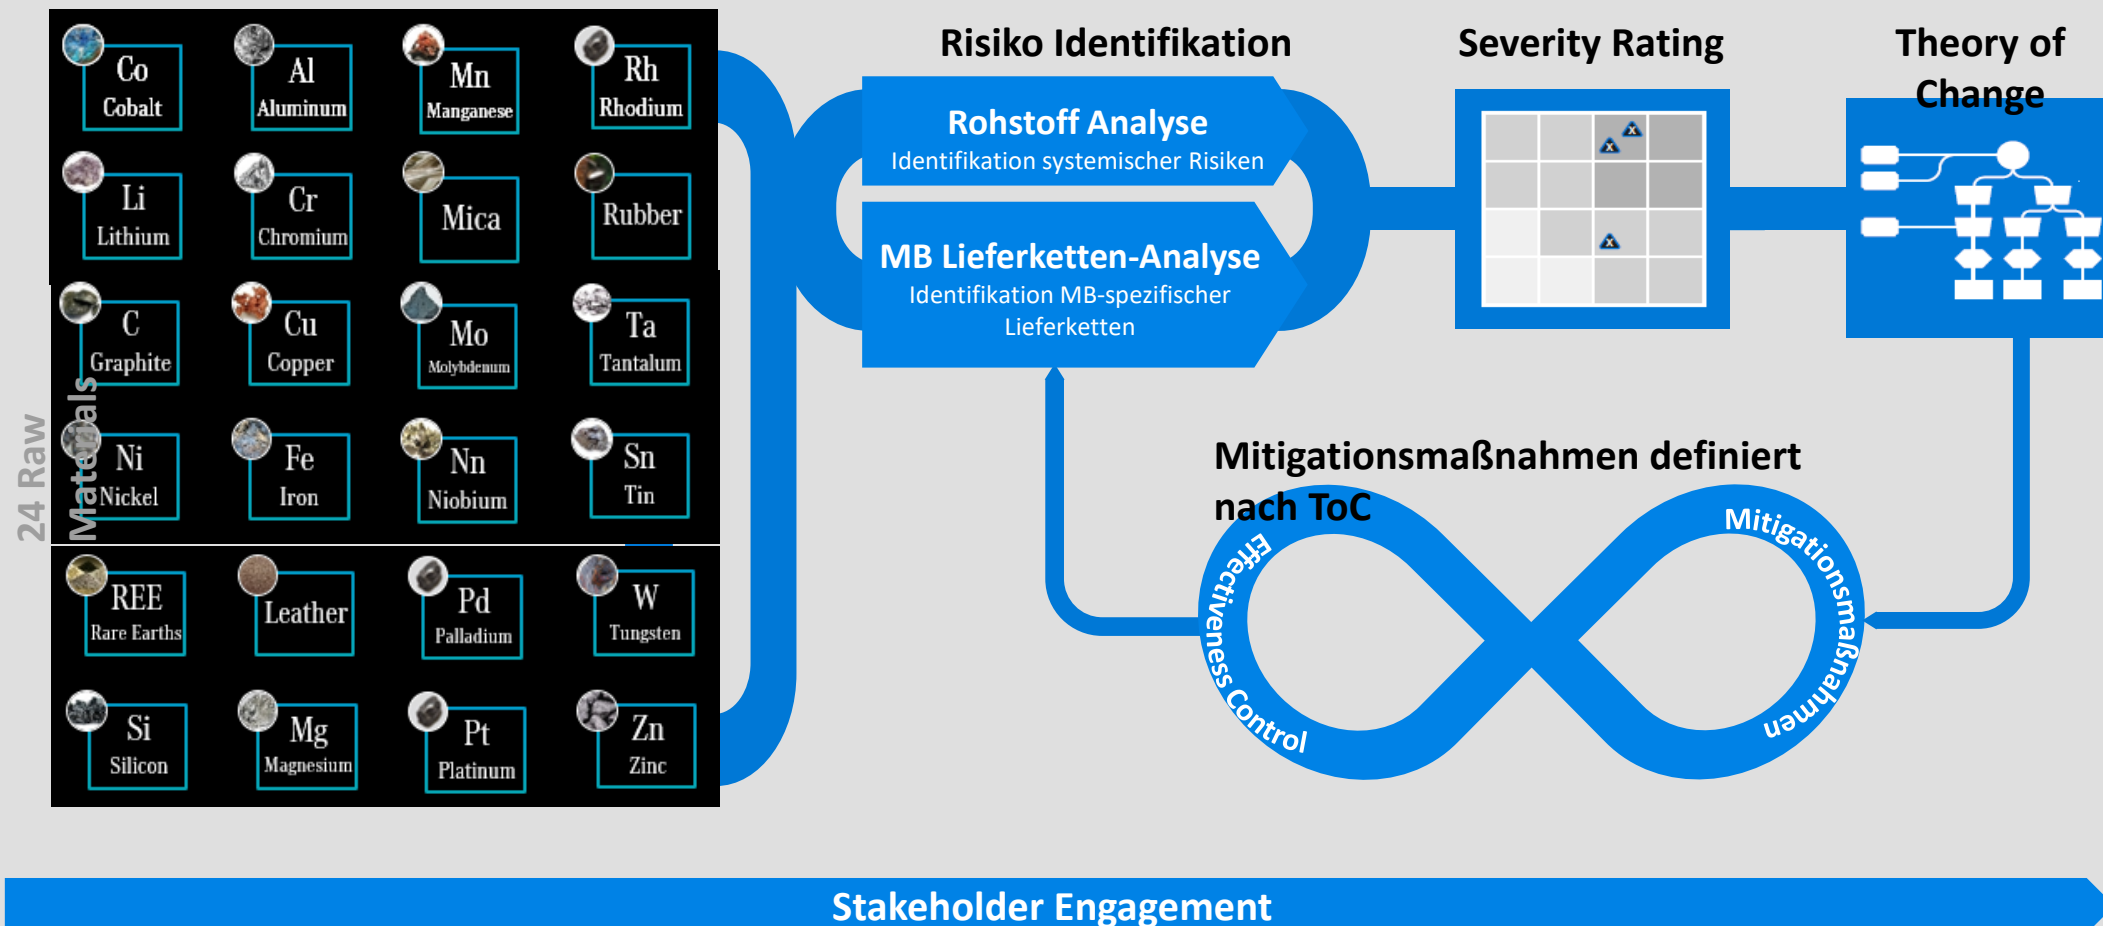 Co
Cobalt
Al
Aluminum
Mn
Manganese
Rh
Rhodium
Li
Lithium
Cr
Chromium
Mica
Rubber
C
Graphite
Cu
Copper
Mo
Molybdenum
Ta
Tantalum
Ni
Nickel
Fe
Iron
Nn
Niobium
Sn
Tin
REE
Rare Earths
Leather
Pd
Palladium
W
Tungsten
Si
Silicon
Mg
Magnesium
Pt
Platinum
Zn
Zinc
24 Raw
Materials
Risiko Identifikation
Rohstoff Analyse
Identifikation systemischer Risiken
MB Lieferketten-Analyse
Identifikation MB-spezifischer
Lieferketten
Severity Rating
x
x
x
Theory of
Change
Mitigationsmaßnahmen definiert
nach ToC
Effectiveness Control
Mitigationsmaßnahmen
Stakeholder Engagement